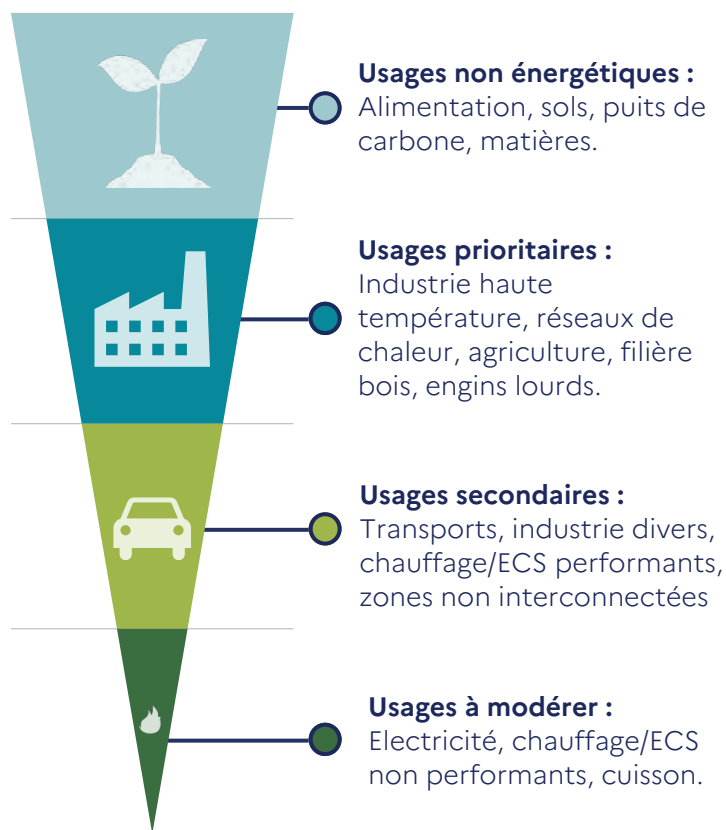 Usages non énergétiques :
Alimentation, sols, puits de
carbone, matières.
Usages prioritaires :
Industrie haute
température, réseaux de
chaleur, agriculture, filière
bois, engins lourds.
Usages secondaires :
Transports, industrie divers,
chauffage/ECS performants,
zones non interconnectées
Usages à modérer :
Electricité, chauffage/ECS
non performants, cuisson.